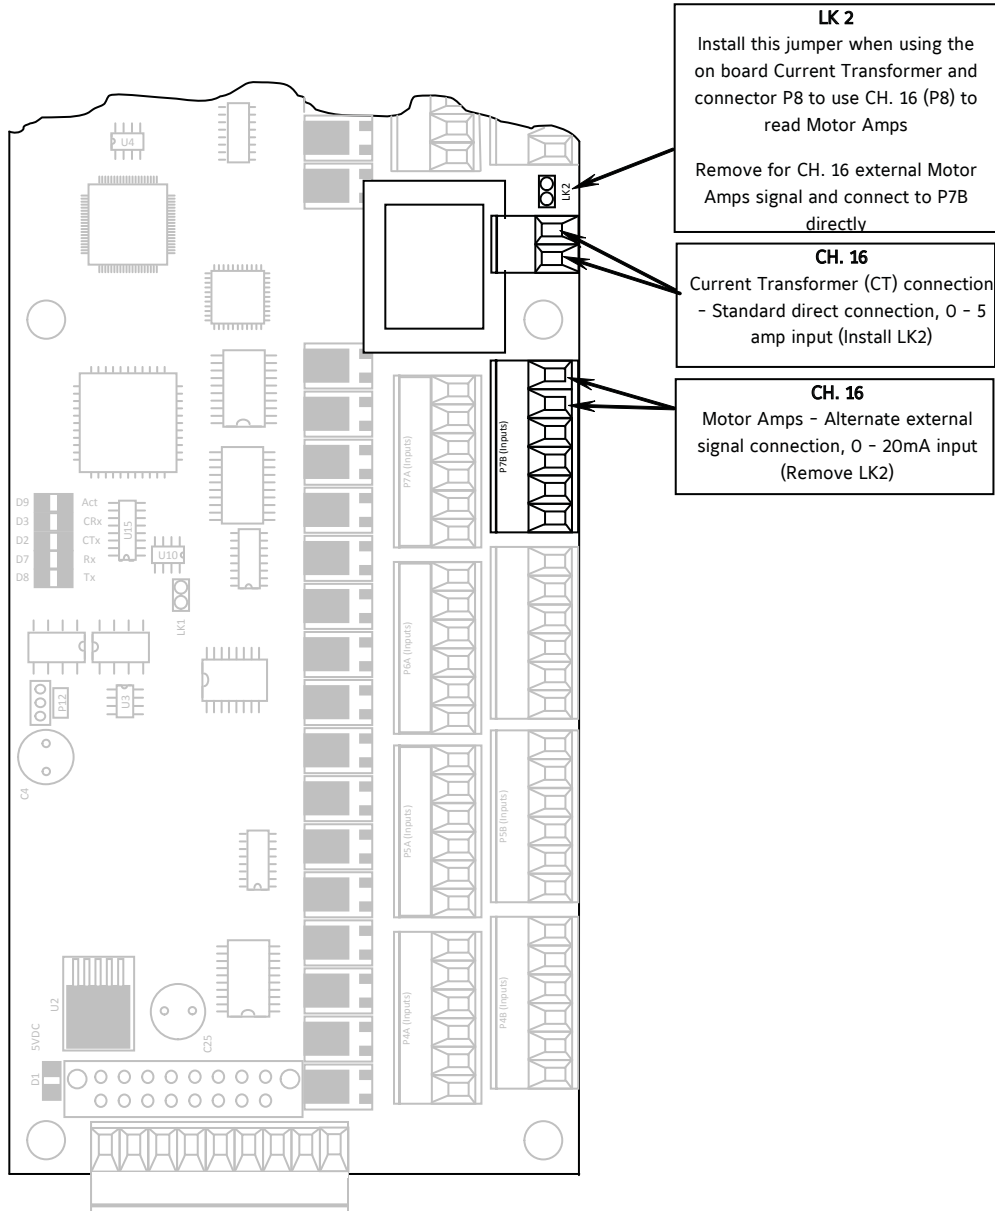 LK 2
Install this jumper when using the
on board Current Transformer and
connector P8 to use CH. 16 (P8) to
read Motor Amps
Remove for CH. 16 external Motor
Amps signal and connect to P7B
directly
CH. 16
Current Transformer (CT) connection
- Standard direct connection, 0 - 5
amp input (Install LK2)
CH. 16
Motor Amps - Alternate external
signal connection, 0 - 20mA input
(Remove LK2)
U4
LK2
P7A (Inputs)
P7B (Inputs)
D9 Act
D3 CRx
D2 CTx
D7 Rx
D8 Tx
U15
U10
LK1
P6A (Inputs)
P12
U3
C4
P5A (Inputs)
P5B (Inputs)
U2
5VDC
C25
P4A (Inputs)
P4B (Inputs)
D1